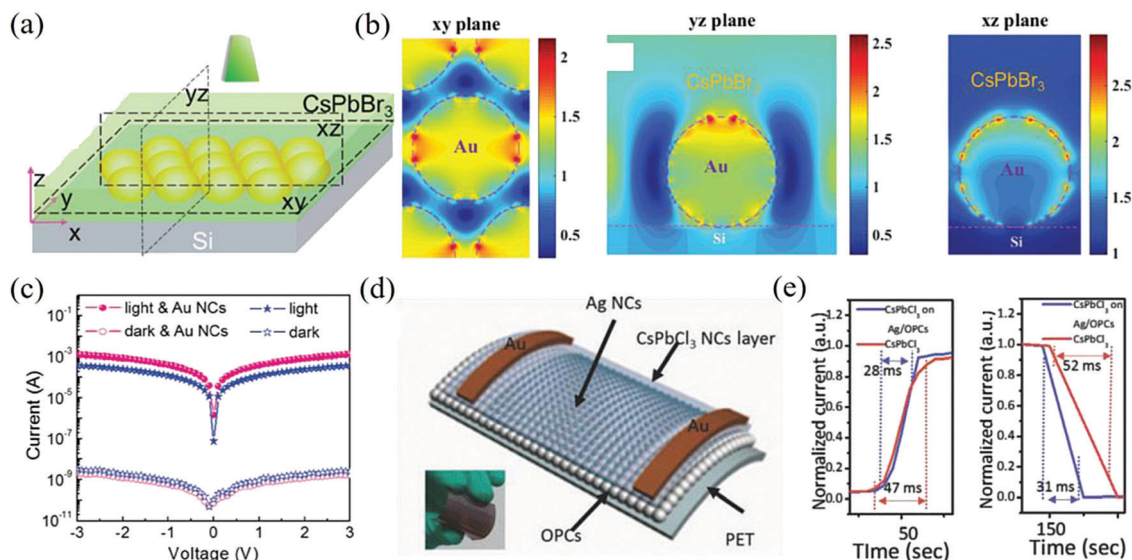 (a)
yz
CsPbBr3
xz
z
y
xy
x
Si
(b)
xy plane
yz plane
xz plane
Au
2
1.5
1
0.5
CsPbBr3
Au
Si
2.5
2
1.5
1
0.5
CsPbBr3
Au
Si
2.5
2
1.5
1
(c)
light & Au NCs
light
dark & Au NCs
dark
Current (A)
10-1
10-3
10-5
10-7
10-9
10-11
-3 -2 -1 0 1 2 3
Voltage (V)
(d)
Ag NCs
CsPbCl3 NCs layer
Au
Au
OPCs
PET
(e)
Normalized current (a.u.)
1.0
0.8
0.6
0.4
0.2
0.0
CsPbCl3 on
Ag/OPCs
CsPbCl3
28 ms
47 ms
50
TIme (sec)
Normalized current (a.u.)
1.0
0.8
0.6
0.4
0.2
0.0
CsPbCl3 on
Ag/OPCs
CsPbCl3
52 ms
31 ms
150
Time (sec)